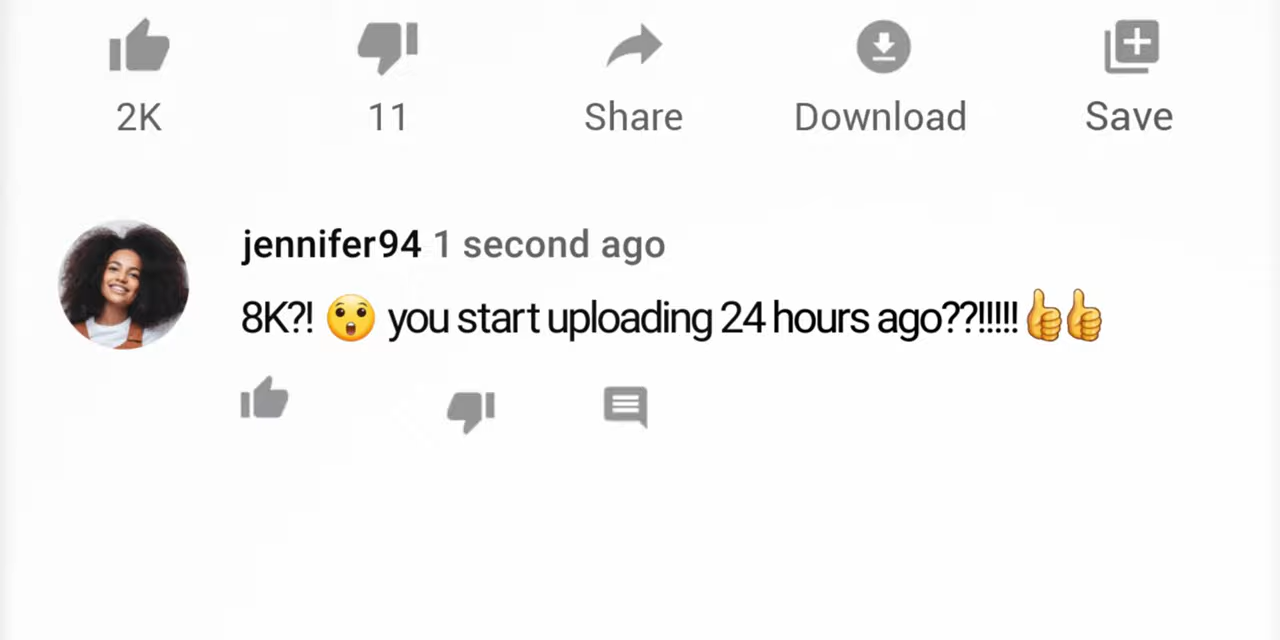 2K 11 Share Download Save
jennifer94 1 second ago
8K?! 😲 you start uploading 24 hours ago??!!!!! 👍👍